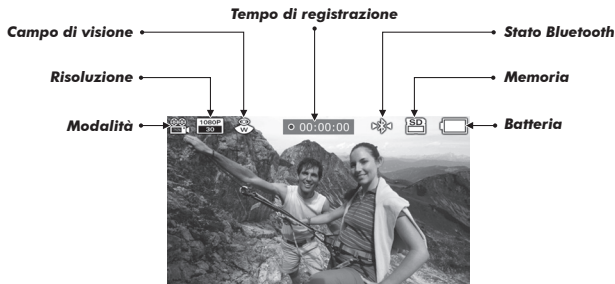 Tempo di registrazione
Campo di visione
Stato Bluetooth
Risoluzione
Memoria
Modalità
Batteria
1080P
30
W
00:00:00
SD